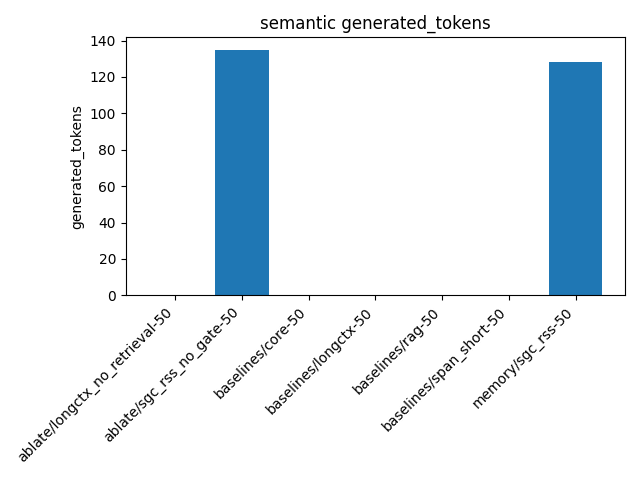 semantic generated_tokens
generated_tokens
140
120
100
80
60
40
20
0
ablate/longctx_no_retrieval-50
ablate/sgc_rss_no_gate-50
baselines/core-50
baselines/longctx-50
baselines/rag-50
baselines/span_short-50
memory/sgc_rss-50